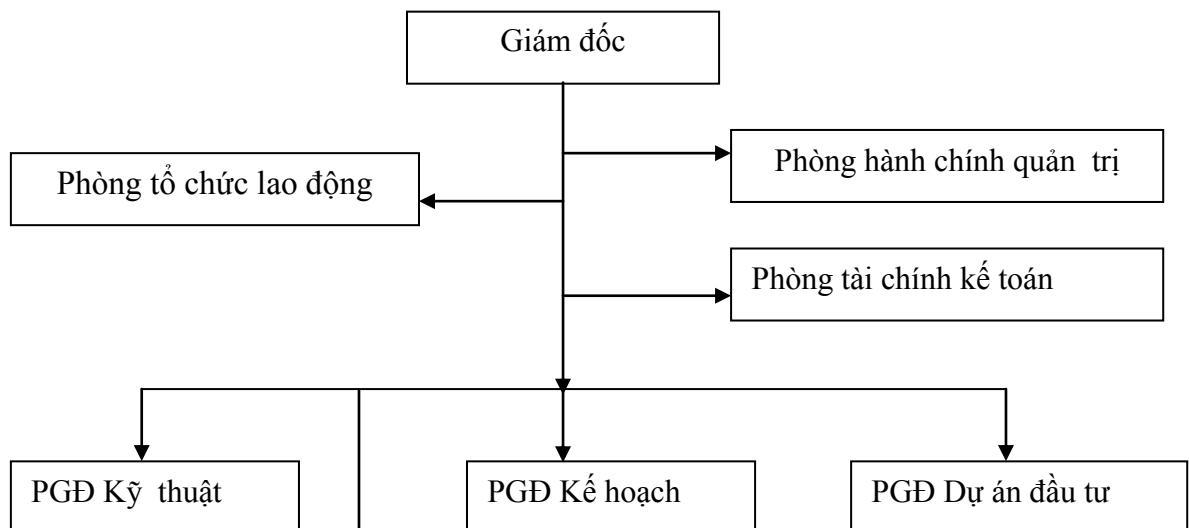 Giám đốc
Phòng hành chính quản trị
Phòng tổ chức lao động
Phòng tài chính kế toán
PGĐ Kỹ thuật
PGĐ Kế hoạch
PGĐ Dự án đầu tư